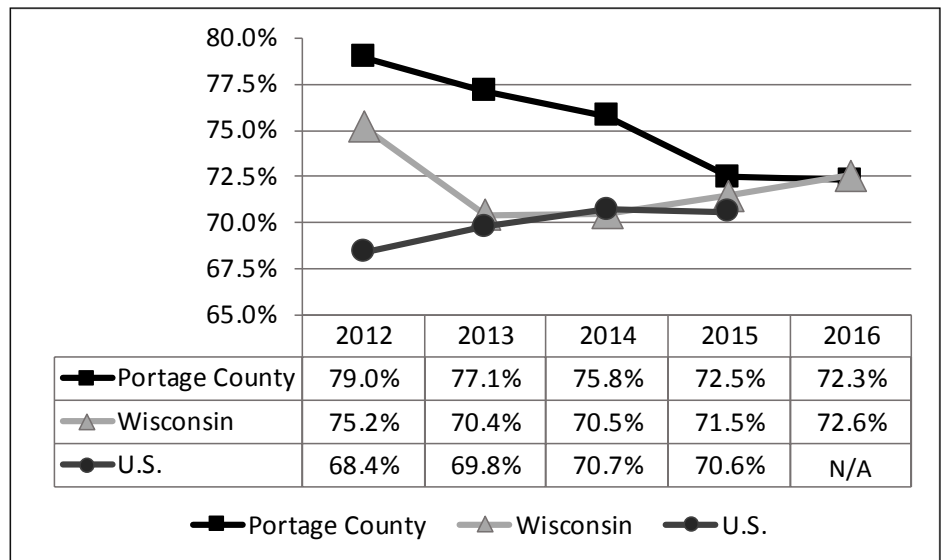 80.0%
77.5%
75.0%
72.5%
70.0%
67.5%
65.0%
2012 2013 2014 2015 2016
Portage County 79.0% 77.1% 75.8% 72.5% 72.3%
Wisconsin 75.2% 70.4% 70.5% 71.5% 72.6%
U.S. 68.4% 69.8% 70.7% 70.6% N/A
Portage County Wisconsin U.S.